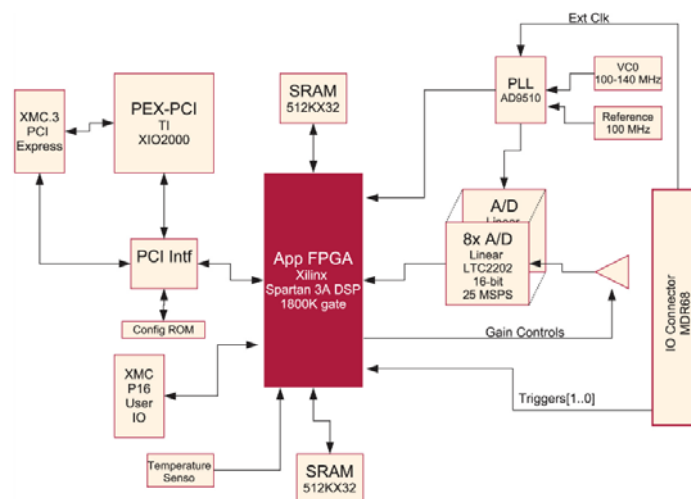 Ext Clk
VC0
100-140 MHz
PLL
AD9510
Reference
100 MHz
SRAM
512KX32
PEX-PCI
TI
XIO2000
XMC.3
PCI
Express
A/D
Linear
8x A/D
Linear
LTC2202
16-bit
25 MSPS
App FPGA
Xilinx
Spartan 3A DSP
1800K gate
PCI Intf
Config ROM
IO Connector
MDR68
Gain Controls
XMC
P16
User
IO
Triggers[1..0]
Temperature
Senso
SRAM
512KX32